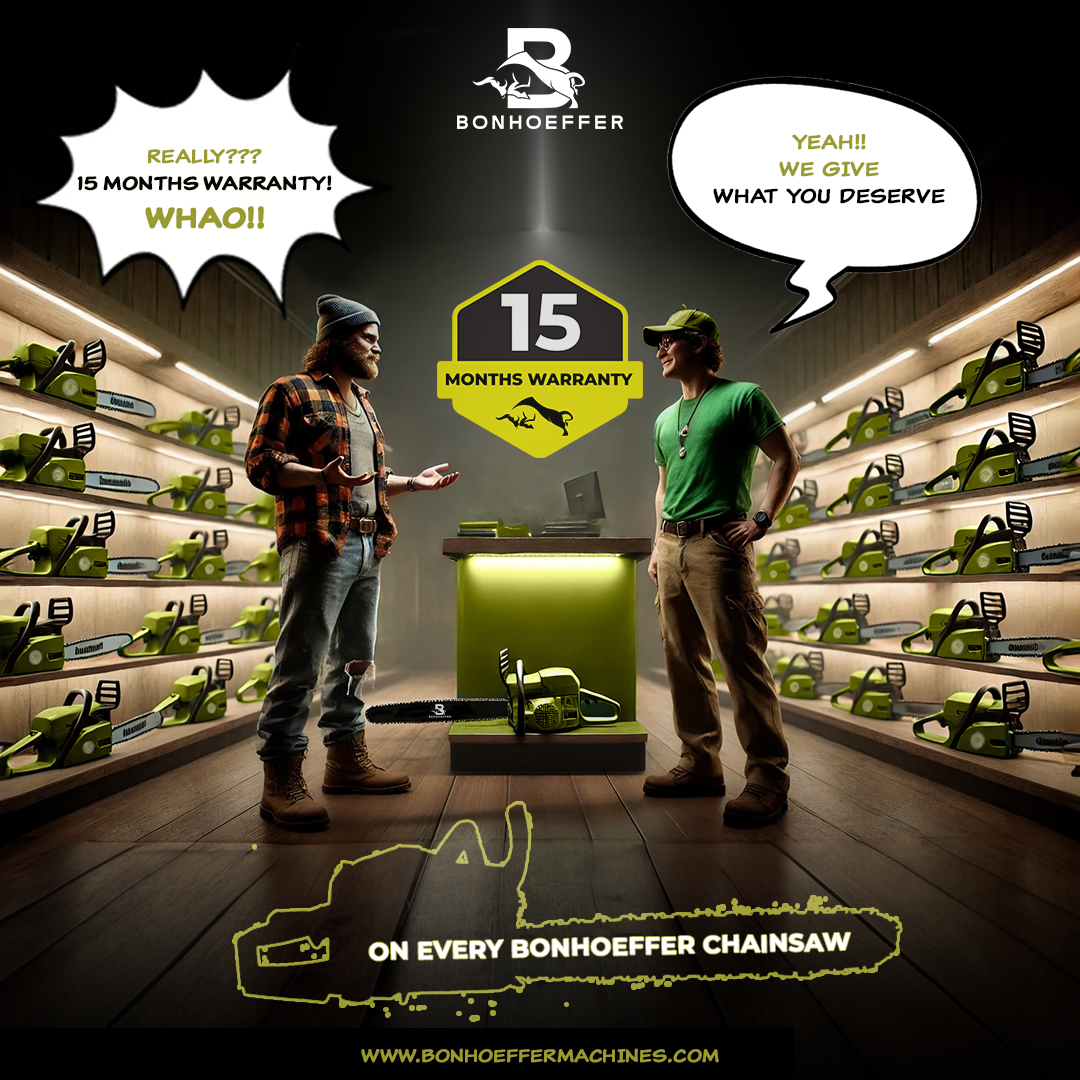 BONHOEFFER
REALLY???
15 MONTHS WARRANTY!
WHAO!!
YEAH!!
WE GIVE
WHAT YOU DESERVE
15
MONTHS WARRANTY
B
BONHOEFFER
ON EVERY BONHOEFFER CHAINSAW
WWW.BONHOEFFERMACHINES.COM